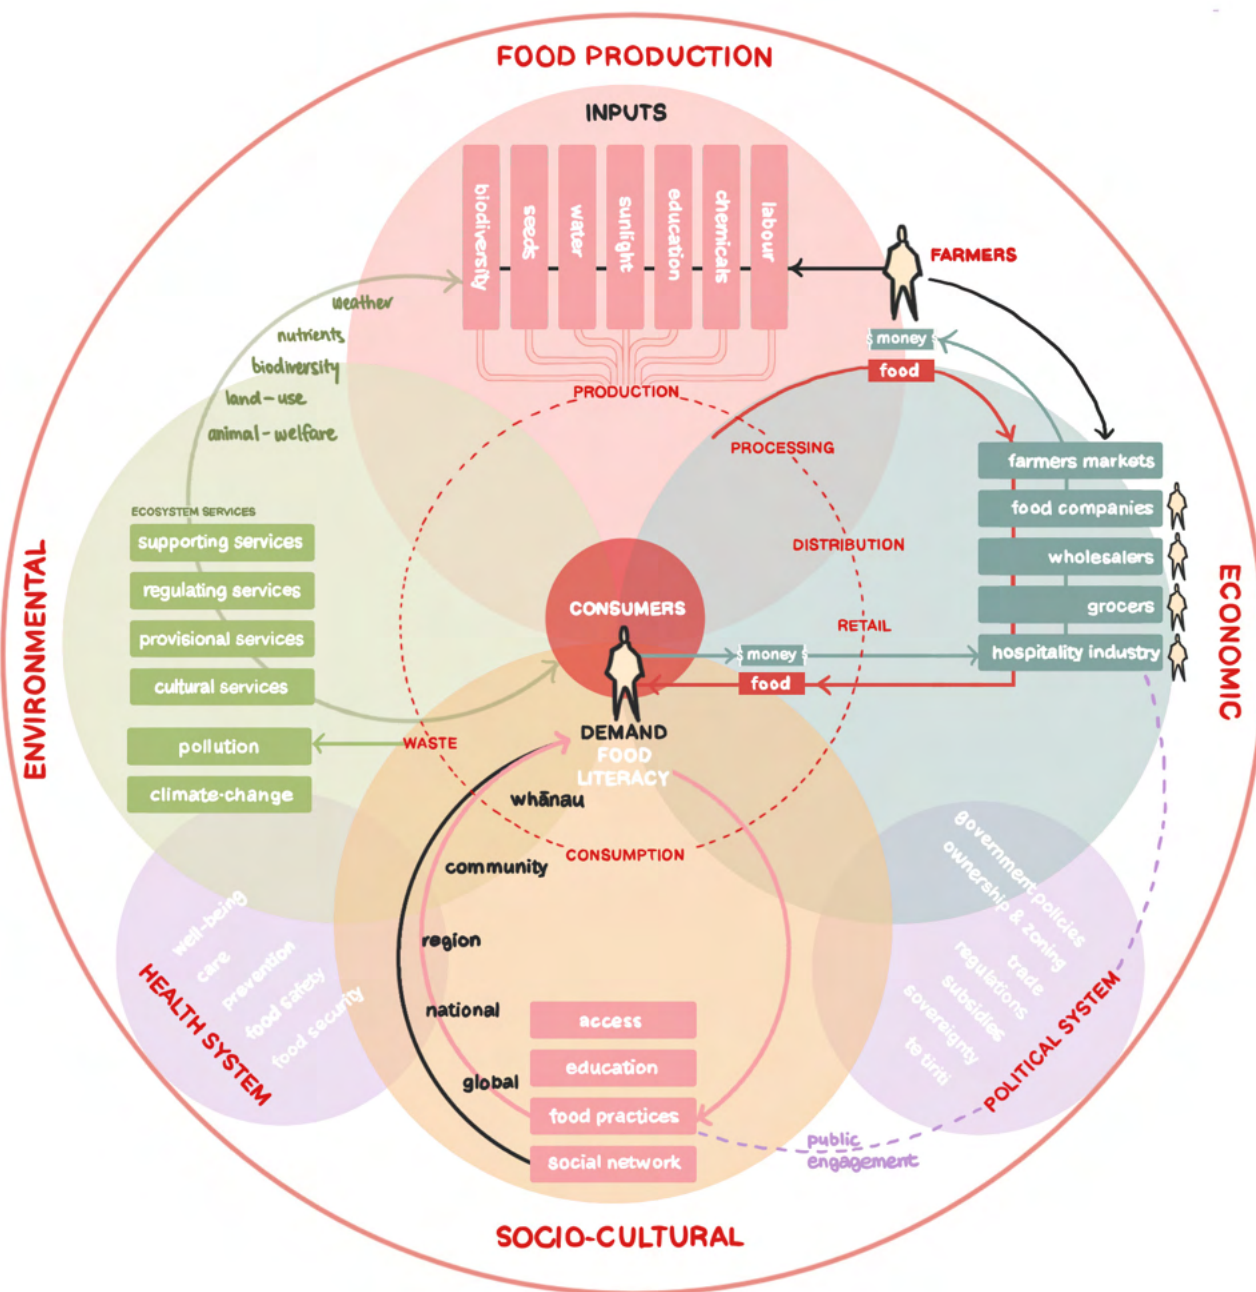 FOOD PRODUCTION
INPUTS
biodiversity
seeds
water
sunlight
education
chemicals
labour
FARMERS
$ money $
food
weather
nutrients
biodiversity
land-use
animal-welfare
PRODUCTION
PROCESSING
DISTRIBUTION
RETAIL
farmers markets
food companies
wholesalers
grocers
hospitality industry
ECOSYSTEM SERVICES
supporting services
regulating services
provisional services
cultural services
pollution
climate-change
WASTE
ENVIRONMENTAL
ECONOMIC
CONSUMERS
$ money $
food
DEMAND
FOOD
LITERACY
whānau
community
region
national
global
CONSUMPTION
access
education
food practices
social network
well-being
care
prevention
food safety
food security
HEALTH SYSTEM
government policies
ownership & zoning
trade
regulations
subsidies
sovereignty
te tiriti
POLITICAL SYSTEM
public
engagement
SOCIO-CULTURAL